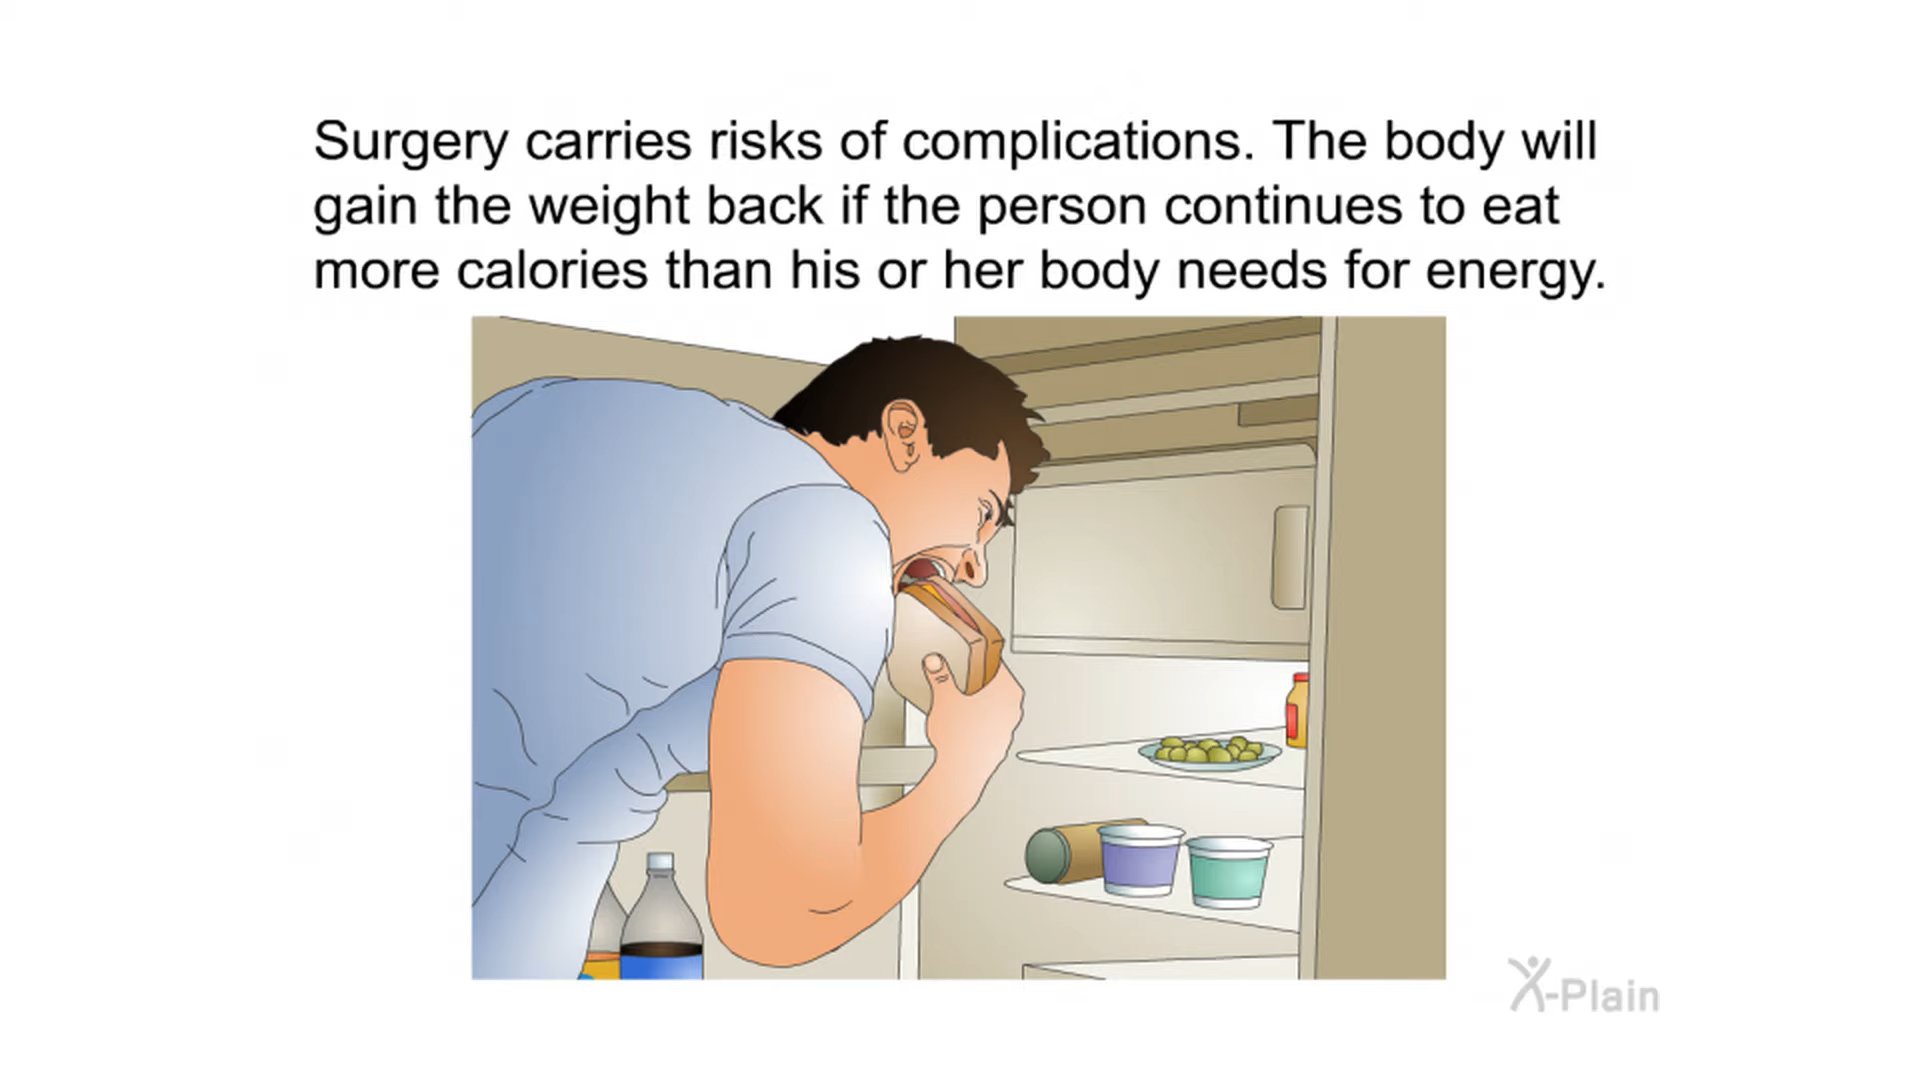 Surgery carries risks of complications. The body will
gain the weight back if the person continues to eat
more calories than his or her body needs for energy.
X-Plain